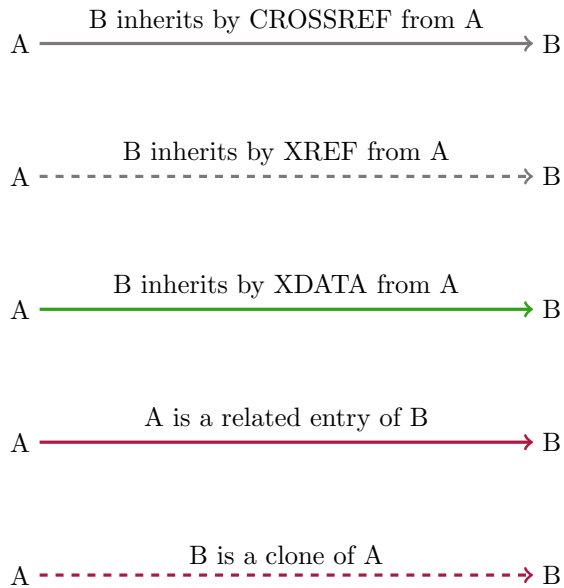 B inherits by CROSSREF from A
A B
B inherits by XREF from A
A B
B inherits by XDATA from A
A B
A is a related entry of B
A B
B is a clone of A
A B